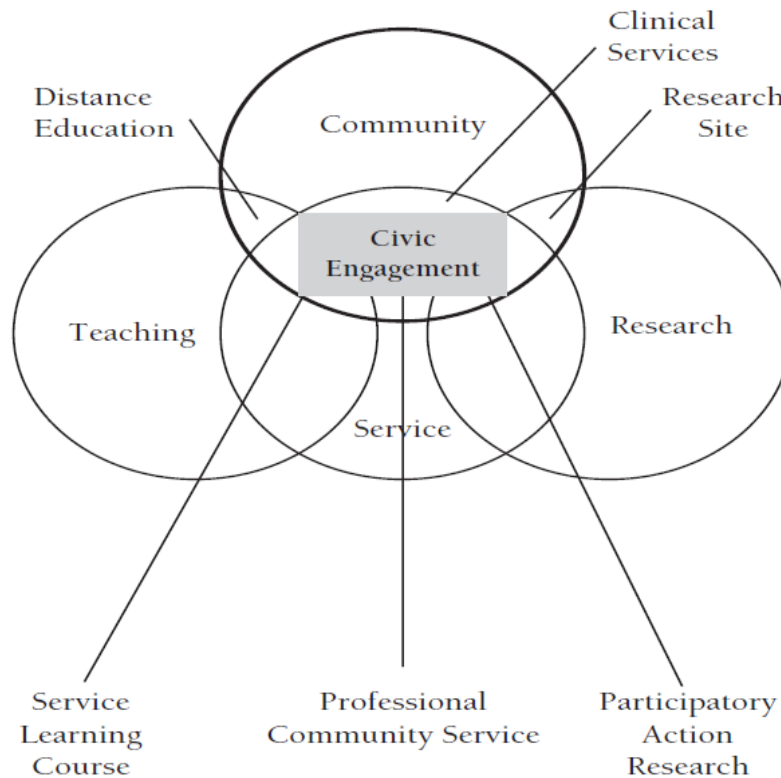 Clinical
Services
Distance
Education
Research
Site
Community
Civic
Engagement
Teaching
Research
Service
Service
Learning
Course
Professional
Community Service
Participatory
Action
Research